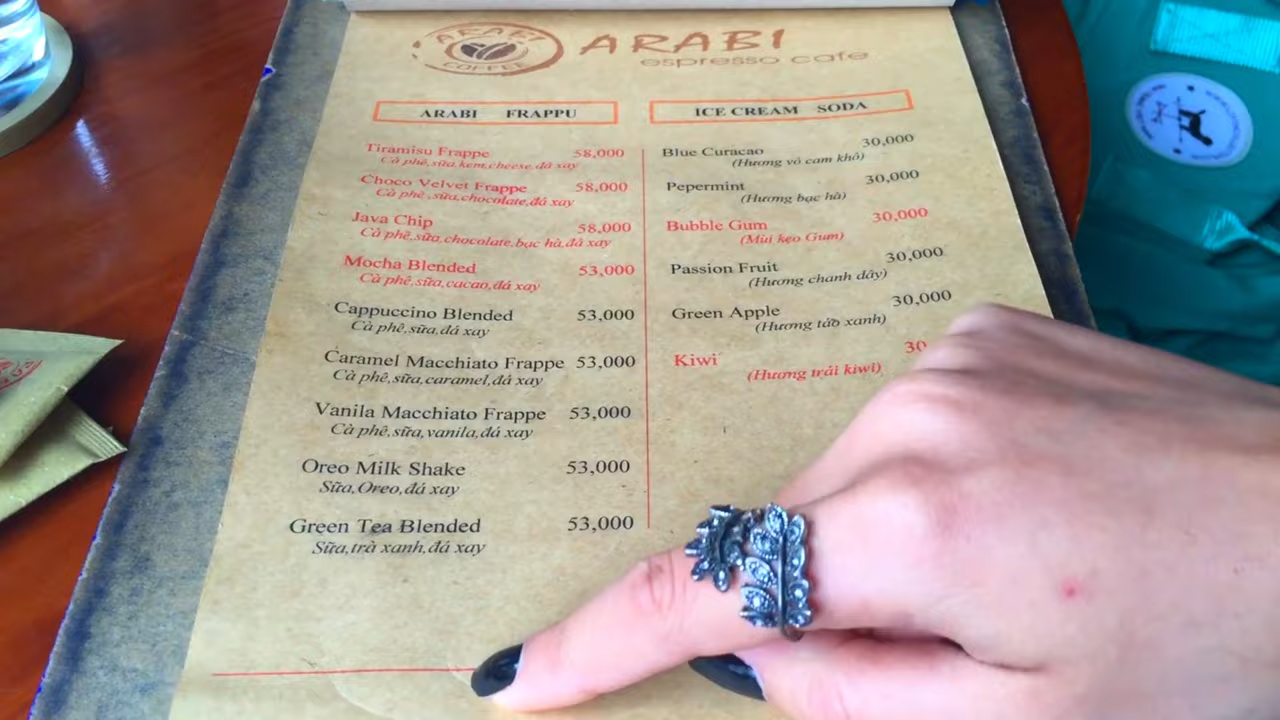 ARABI
COFFEE
ARABI
espresso cafe
ARABI FRAPPU
Tiramisu Frappe 58,000
Cà phê,sữa,kem,cheese,đá xay
Choco Velvet Frappe 58,000
Cà phê ,sữa,chocolate,đá xay
Java Chip 58,000
Cà phê,sữa,chocolate,bạc hà,đá xay
Mocha Blended 53,000
Cà phê,sữa,cacao,đá xay
Cappuccino Blended 53,000
Cà phê,sữa,đá xay
Caramel Macchiato Frappe 53,000
Cà phê,sữa,caramel,đá xay
Vanila Macchiato Frappe 53,000
Cà phê,sữa,vanila,đá xay
Oreo Milk Shake 53,000
Sữa,Oreo,đá xay
Green Tea Blended 53,000
Sữa,trà xanh,đá xay
ICE CREAM SODA
Blue Curacao 30,000
(Hương vỏ cam khô)
Pepermint 30,000
(Hương bạc hà)
Bubble Gum 30,000
(Mùi kẹo Gum)
Passion Fruit 30,000
(Hương chanh dây)
Green Apple 30,000
(Hương táo xanh)
Kiwi 30
(Hương trái kiwi)